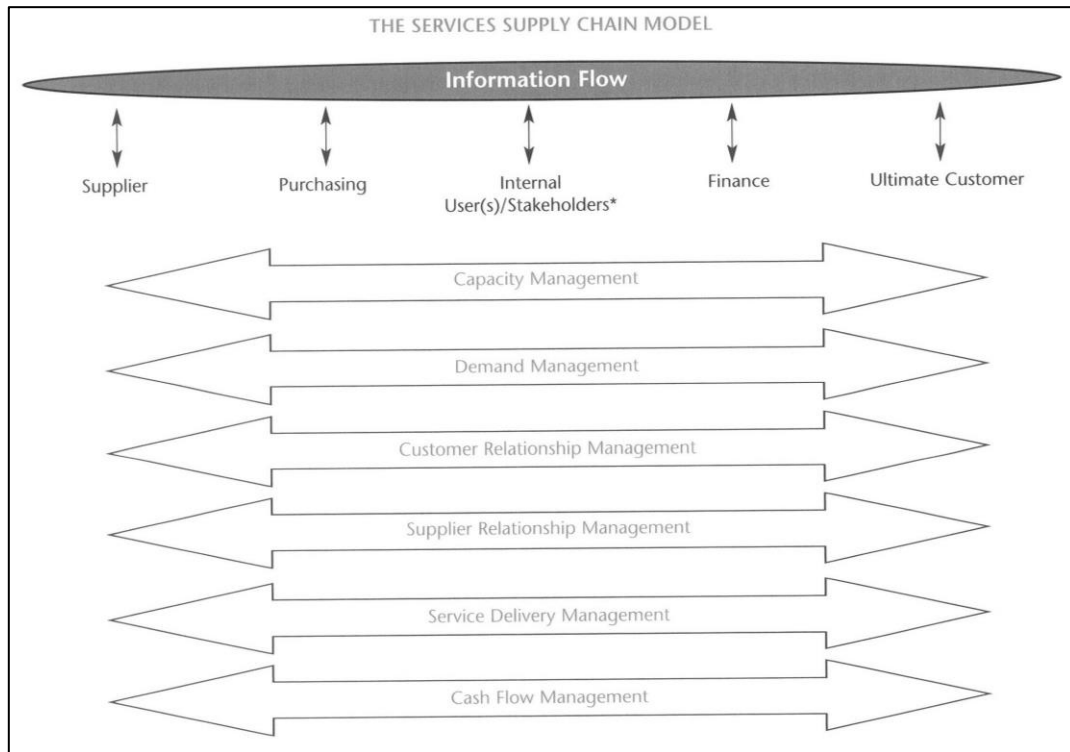 THE SERVICES SUPPLY CHAIN MODEL
Information Flow
Supplier
Purchasing
Internal
User(s)/Stakeholders*
Finance
Ultimate Customer
Capacity Management
Demand Management
Customer Relationship Management
Supplier Relationship Management
Service Delivery Management
Cash Flow Management